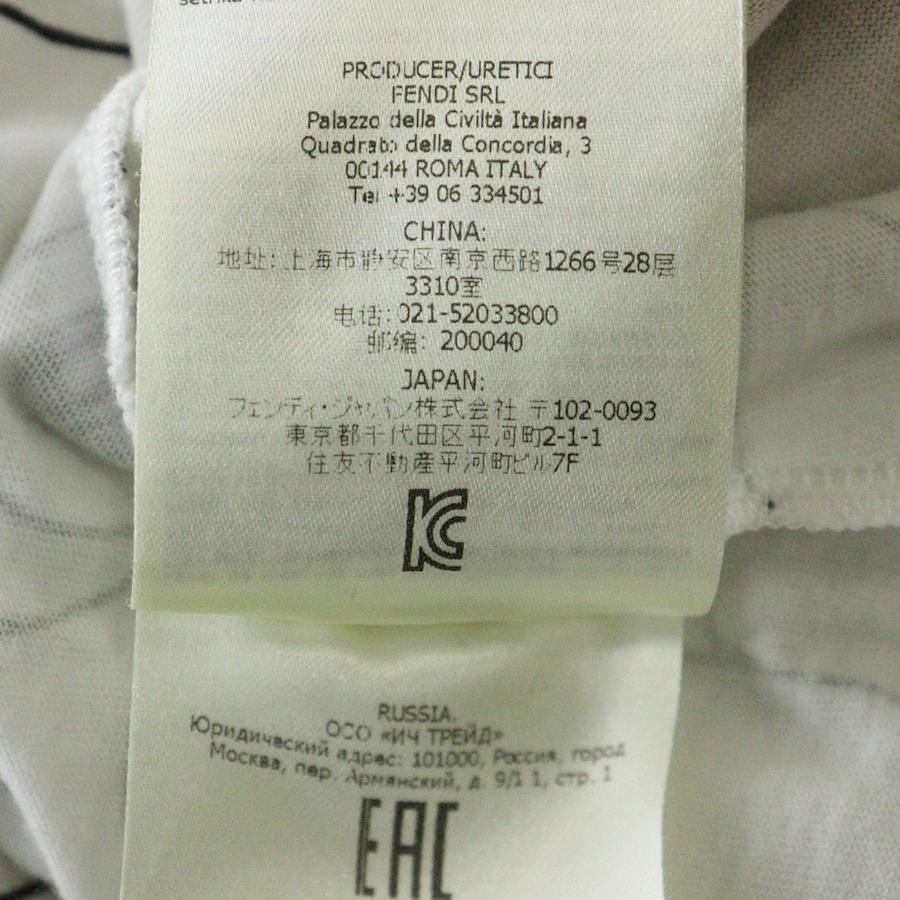 PRODUCER/URETICI
FENDI SRL
Palazzo della Civiltà Italiana
Quadrato della Concordia, 3
00144 ROMA ITALY
Tel +39 06 334501
CHINA:
地址: 上海市静安区南京西路1266号28层
3310室
电话: 021-52033800
邮编: 200040
JAPAN:
フェンディ・ジャパン株式会社 〒102-0093
東京都千代田区平河町2-1-1
住友不動産平河町ビル7F
KC
RUSSIA.
ООО «ИЧ ТРЕЙД»
Юридический адрес: 101000, Россия, город
Москва, пер. Армянский, д. 9/1 1, стр. 1
EAC